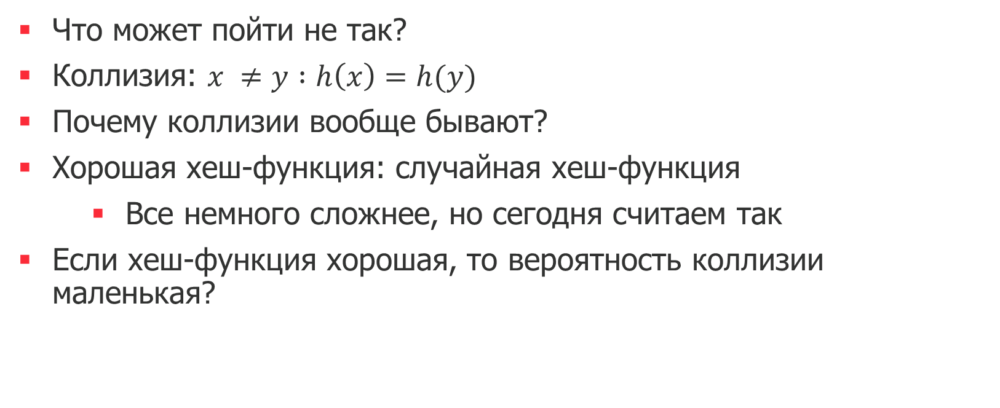 Что может пойти не так?
Коллизия: x ≠ y : h(x) = h(y)
Почему коллизии вообще бывают?
Хорошая хеш-функция: случайная хеш-функция
Все немного сложнее, но сегодня считаем так
Если хеш-функция хорошая, то вероятность коллизии
маленькая?